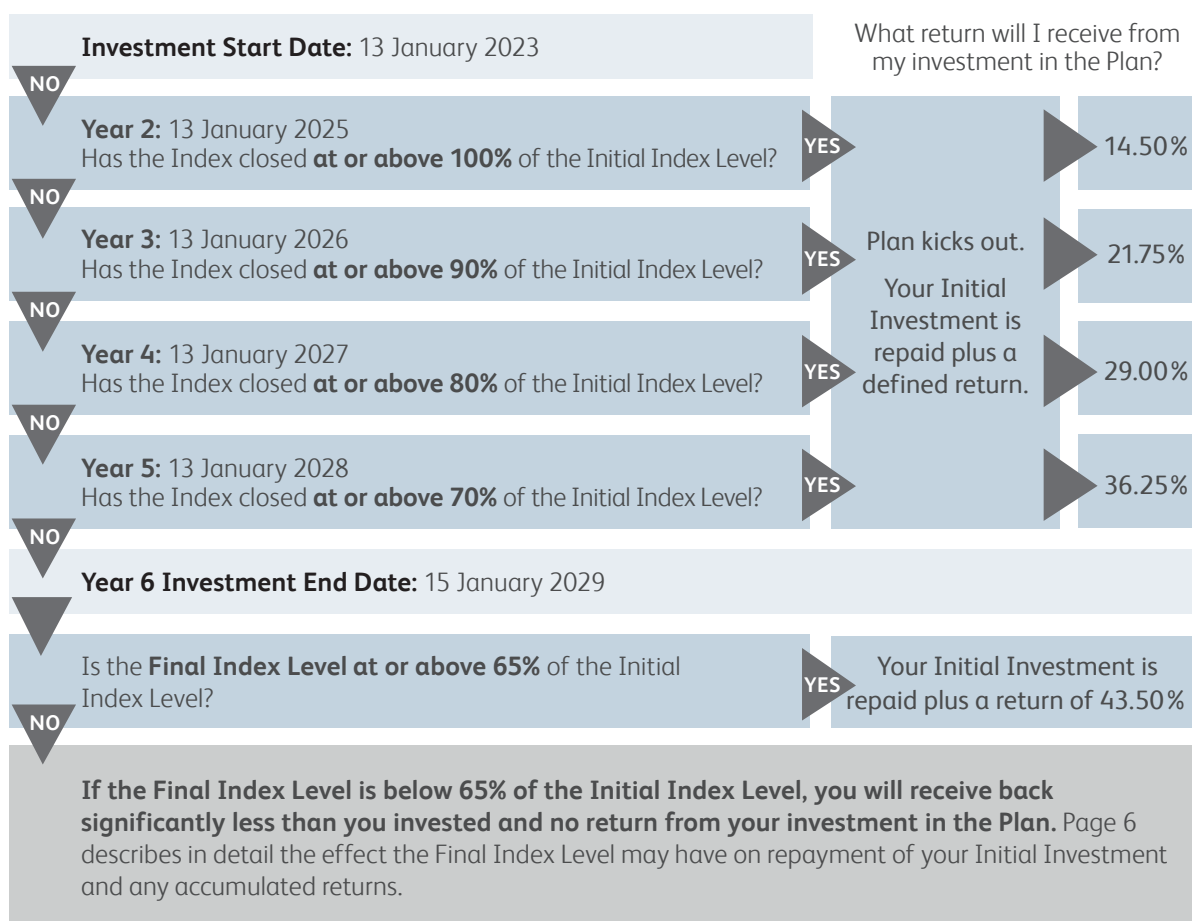 Investment Start Date: 13 January 2023
What return will I receive from
my investment in the Plan?
NO
Year 2: 13 January 2025
Has the Index closed at or above 100% of the Initial Index Level?
YES
14.50%
NO
Year 3: 13 January 2026
Has the Index closed at or above 90% of the Initial Index Level?
YES
21.75%
NO
Year 4: 13 January 2027
Has the Index closed at or above 80% of the Initial Index Level?
YES
29.00%
NO
Year 5: 13 January 2028
Has the Index closed at or above 70% of the Initial Index Level?
YES
36.25%
Plan kicks out.
Your Initial
Investment is
repaid plus a
defined return.
NO
Year 6 Investment End Date: 15 January 2029
Is the Final Index Level at or above 65% of the Initial
Index Level?
YES
Your Initial Investment is
repaid plus a return of 43.50%
NO
If the Final Index Level is below 65% of the Initial Index Level, you will receive back
significantly less than you invested and no return from your investment in the Plan. Page 6
describes in detail the effect the Final Index Level may have on repayment of your Initial Investment
and any accumulated returns.